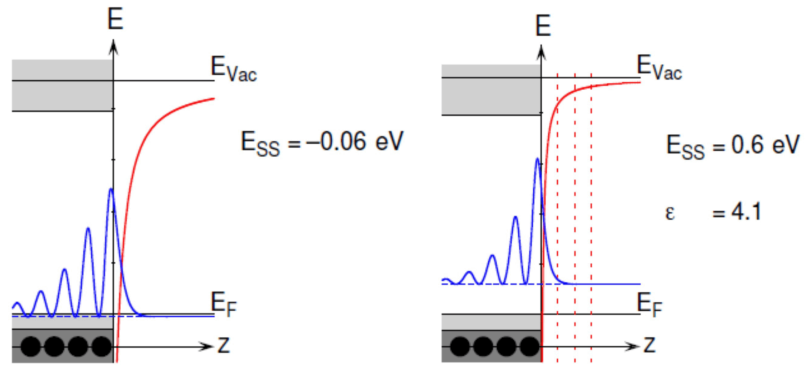 E
E_Vac
E_SS = −0.06 eV
E_F
z
E
E_Vac
E_SS = 0.6 eV
ε = 4.1
E_F
z